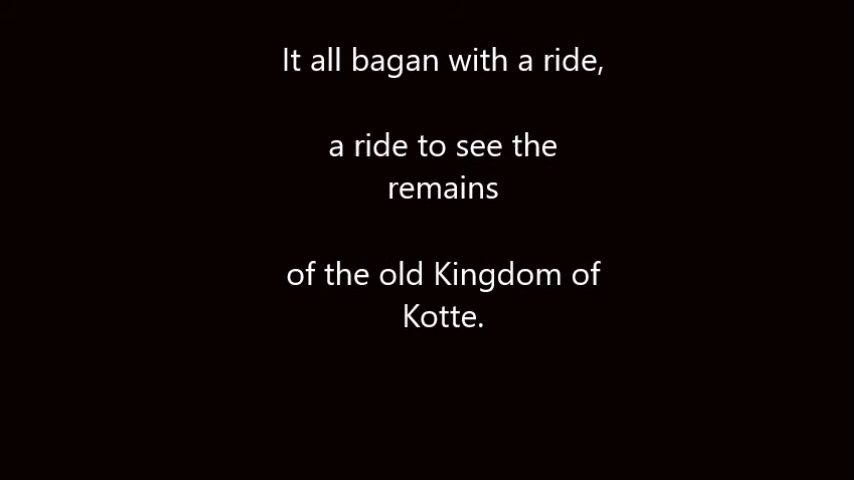 It all bagan with a ride,
a ride to see the
remains
of the old Kingdom of
Kotte.